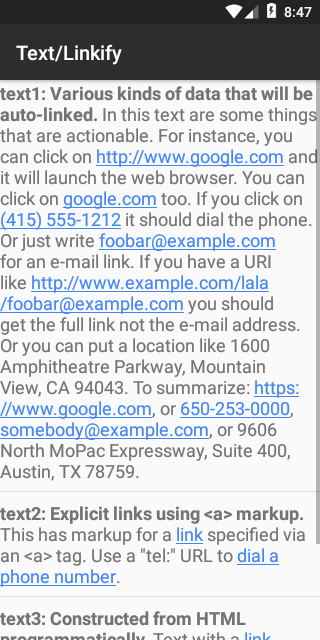 8:47
Text/Linkify
text1: Various kinds of data that will be
auto-linked. In this text are some things
that are actionable. For instance, you
can click on http://www.google.com and
it will launch the web browser. You can
click on google.com too. If you click on
(415) 555-1212 it should dial the phone.
Or just write foobar@example.com
for an e-mail link. If you have a URI
like http://www.example.com/lala
/foobar@example.com you should
get the full link not the e-mail address.
Or you can put a location like 1600
Amphitheatre Parkway, Mountain
View, CA 94043. To summarize: https:
//www.google.com, or 650-253-0000,
somebody@example.com, or 9606
North MoPac Expressway, Suite 400,
Austin, TX 78759.
text2: Explicit links using <a> markup.
This has markup for a link specified via
an <a> tag. Use a "tel:" URL to dial a
phone number.
text3: Constructed from HTML
programmatically. Text with a link